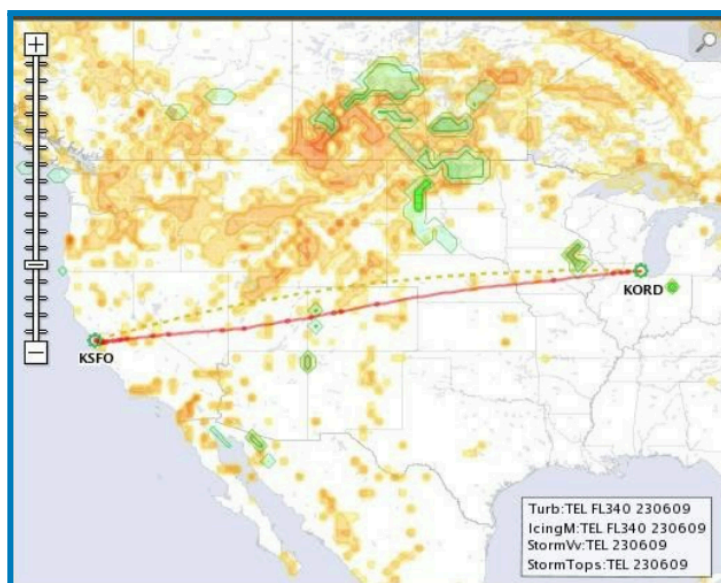 KORD
KSFO
Turb:TEL FL340 230609
IcingM:TEL FL340 230609
StormVv:TEL 230609
StormTops:TEL 230609